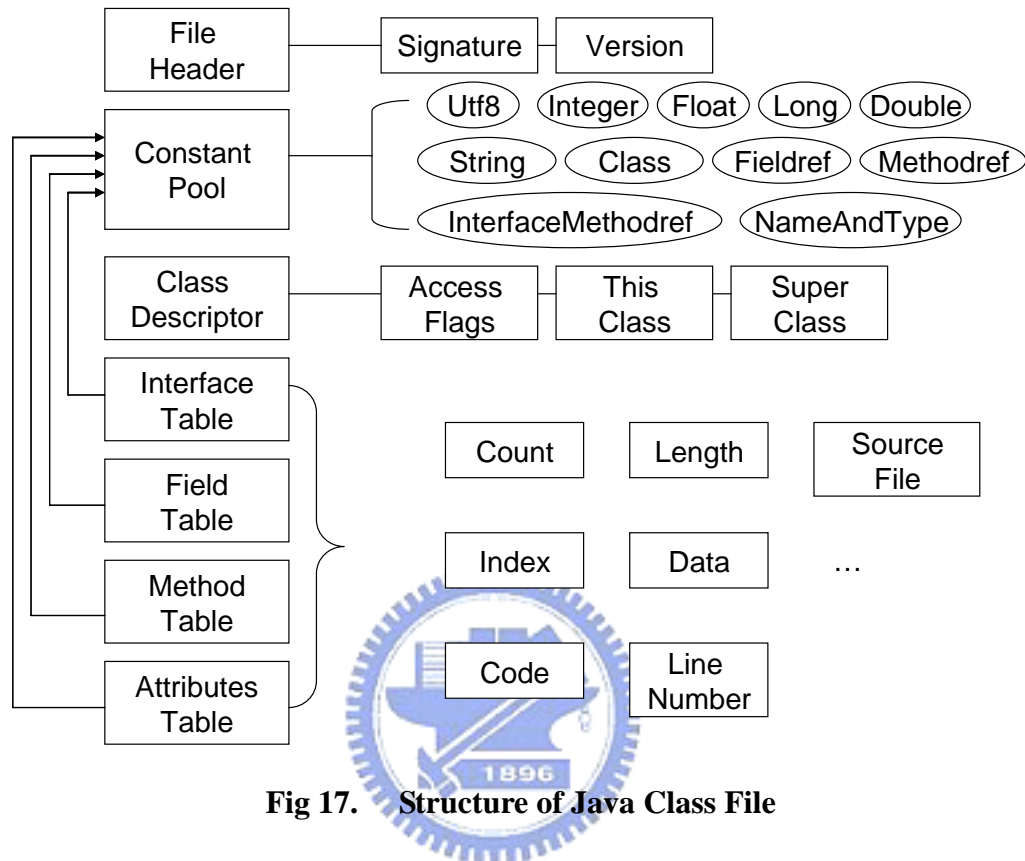 File
Header
Signature
Version
Utf8
Integer
Float
Long
Double
Constant
Pool
String
Class
Fieldref
Methodref
InterfaceMethodref
NameAndType
Class
Descriptor
Access
Flags
This
Class
Super
Class
Interface
Table
Count
Length
Source
File
Field
Table
Index
Data
...
Method
Table
Code
Line
Number
Attributes
Table
1896
Fig 17. Structure of Java Class File